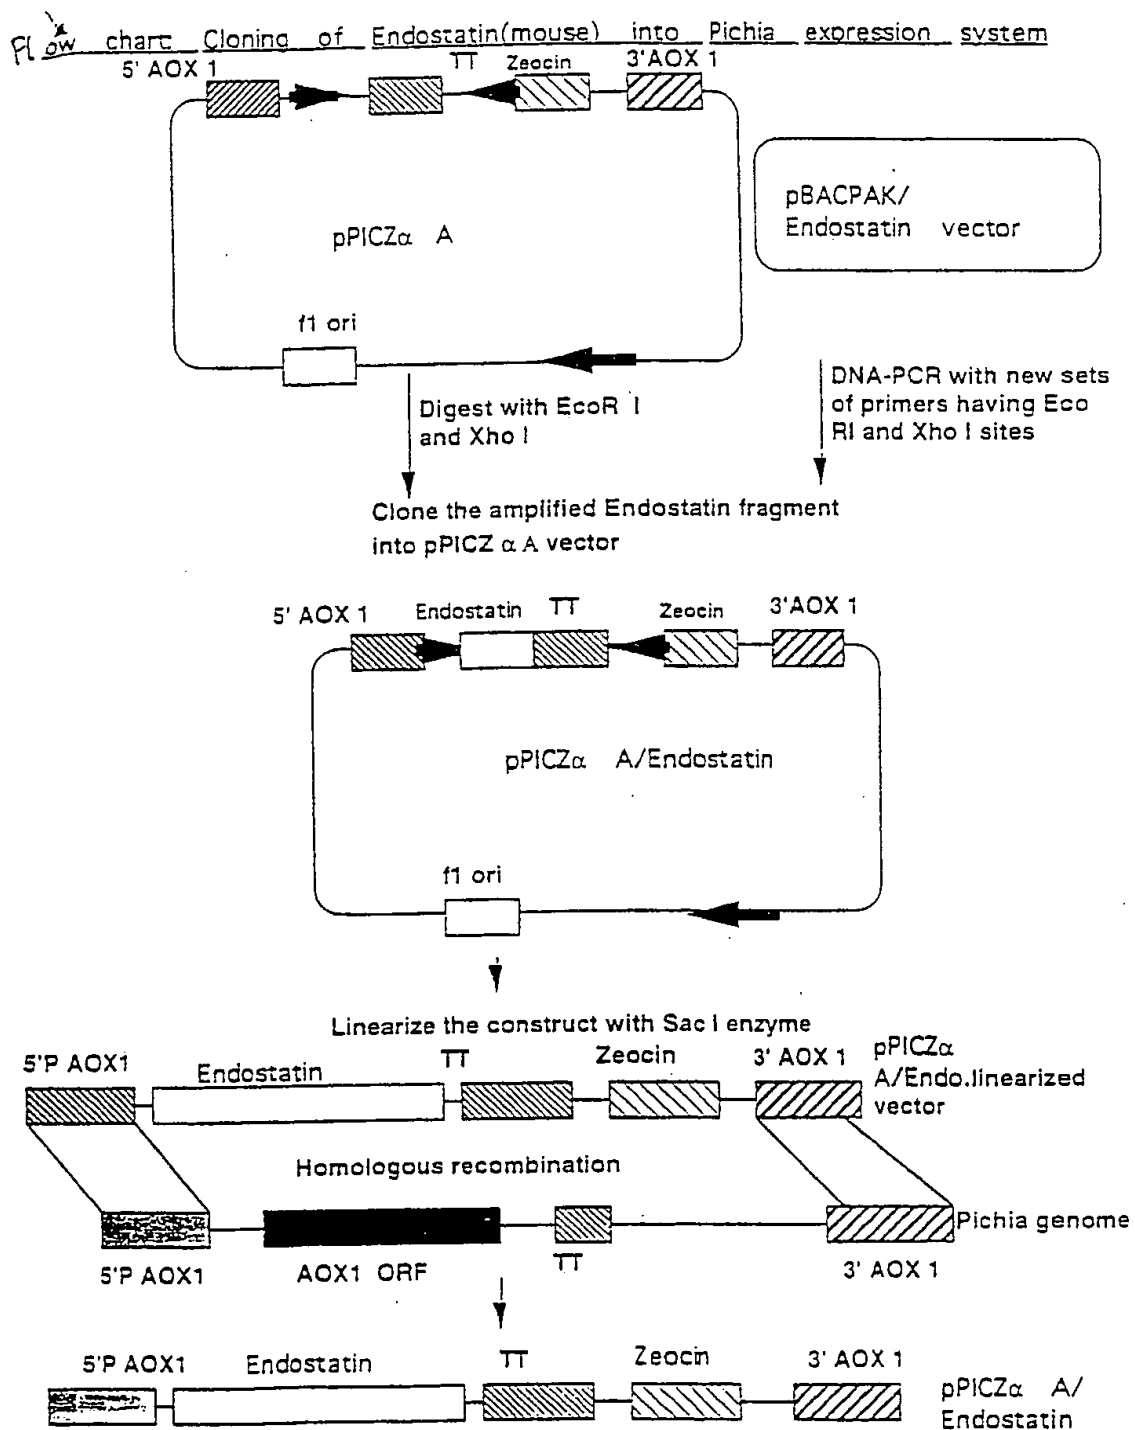 Flow chart Cloning of Endostatin(mouse) into Pichia expression system
5' AOX 1 TT Zeocin 3'AOX 1
pPICZα A
pBACPAK/
Endostatin vector
f1 ori
Digest with EcoR I
and Xho I
DNA-PCR with new sets
of primers having Eco
RI and Xho I sites
Clone the amplified Endostatin fragment
into pPICZ α A vector
5' AOX 1 Endostatin TT Zeocin 3'AOX 1
pPICZα A/Endostatin
f1 ori
Linearize the construct with Sac I enzyme
5'P AOX1 Endostatin TT Zeocin 3' AOX 1
pPICZα
A/Endo.linearized
vector
Homologous recombination
Pichia genome
5'P AOX1 AOX1 ORF TT 3' AOX 1
5'P AOX1 Endostatin TT Zeocin 3' AOX 1
pPICZα A/
Endostatin